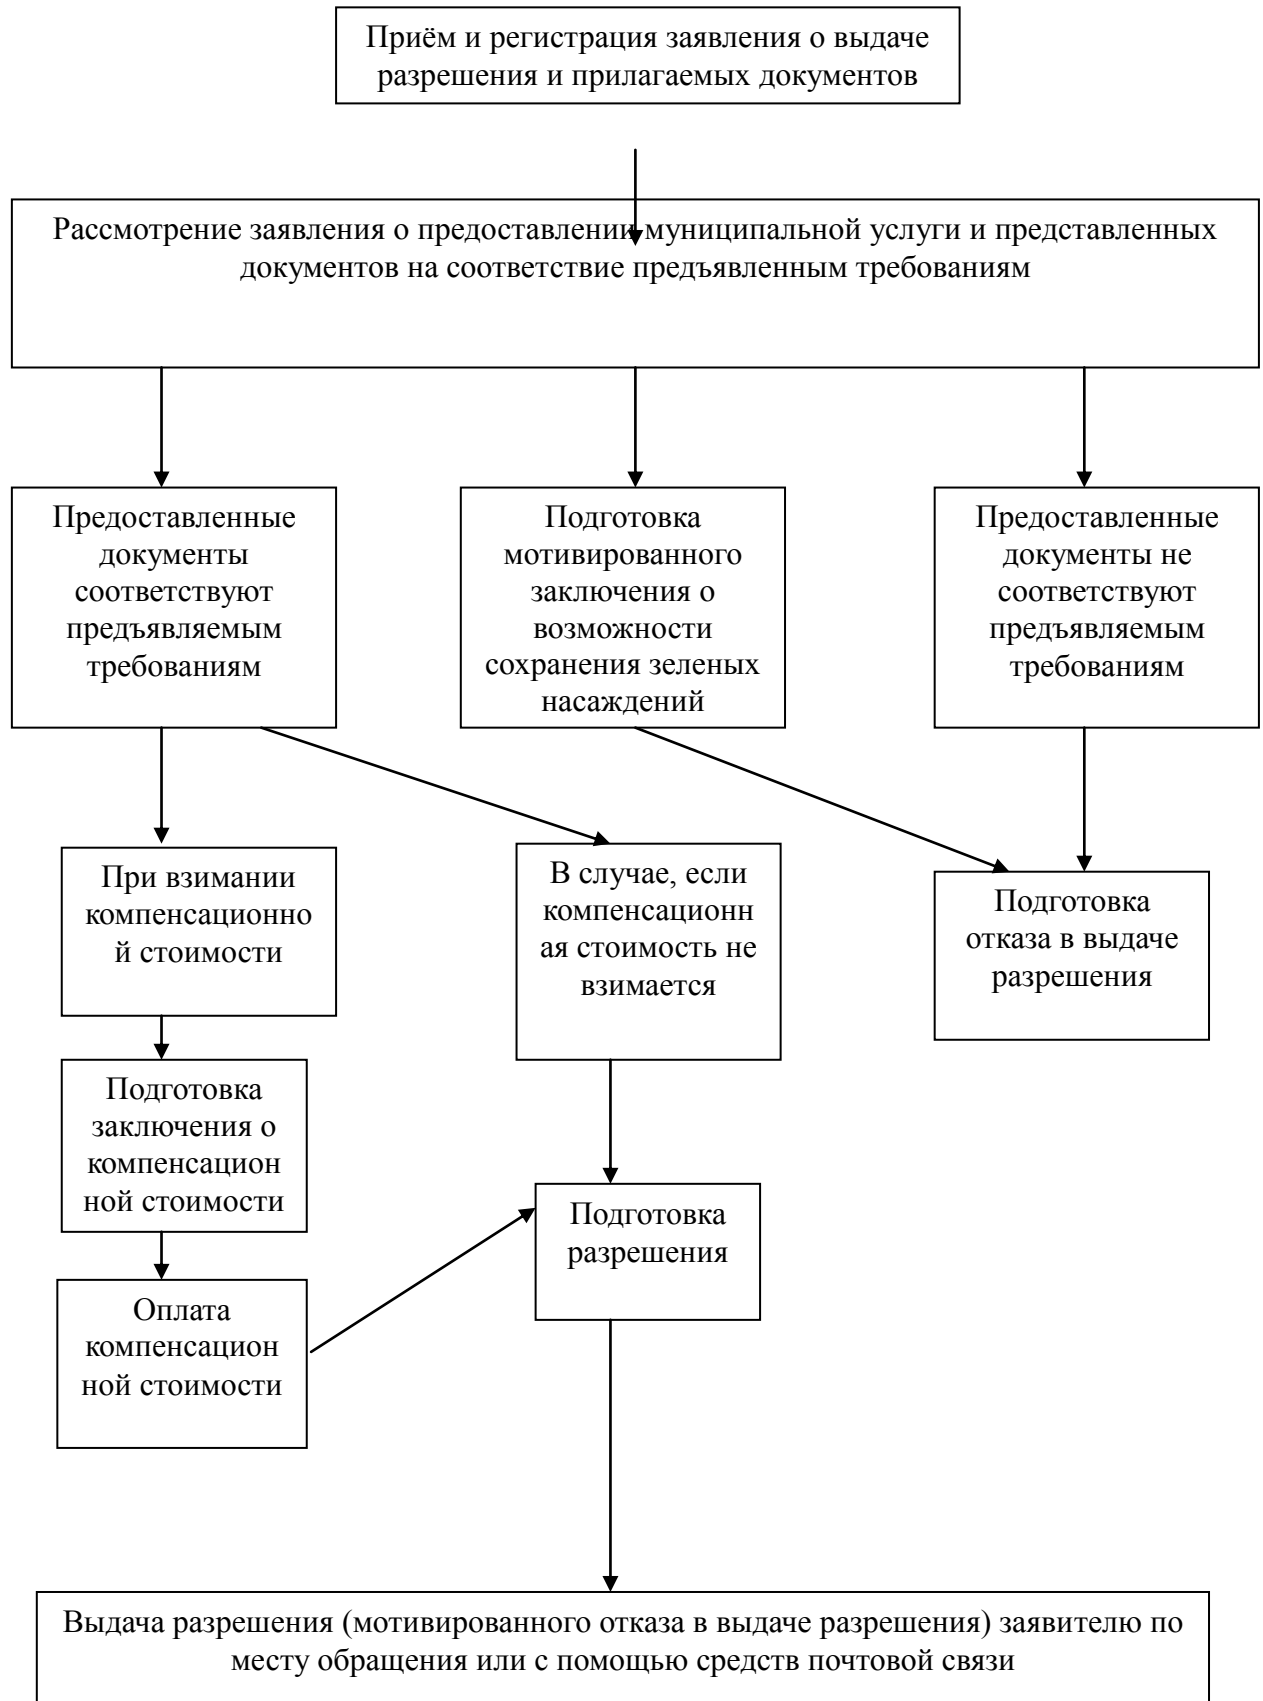 Приём и регистрация заявления о выдаче
разрешения и прилагаемых документов
Рассмотрение заявления о предоставлении муниципальной услуги и представленных
документов на соответствие предъявленным требованиям
Предоставленные
документы
соответствуют
предъявляемым
требованиям
Подготовка
мотивированного
заключения о
возможности
сохранения зеленых
насаждений
Предоставленные
документы не
соответствуют
предъявляемым
требованиям
При взимании
компенсационно
й стоимости
В случае, если
компенсационн
ая стоимость не
взимается
Подготовка
отказа в выдаче
разрешения
Подготовка
заключения о
компенсацион
ной стоимости
Подготовка
разрешения
Оплата
компенсацион
ной стоимости
Выдача разрешения (мотивированного отказа в выдаче разрешения) заявителю по
месту обращения или с помощью средств почтовой связи